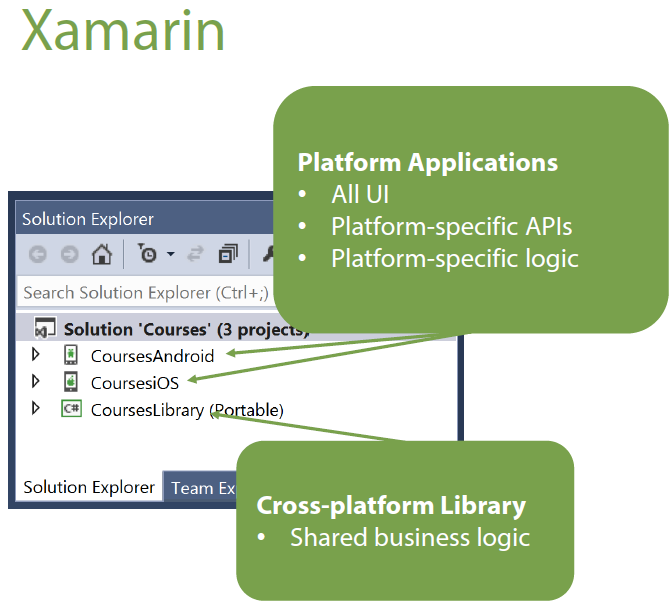 Xamarin
Platform Applications
• All UI
• Platform-specific APIs
• Platform-specific logic
Solution Explorer
Search Solution Explorer (Ctrl+;)
Solution 'Courses' (3 projects)
CoursesAndroid
CoursesiOS
C# CoursesLibrary (Portable)
Solution Explorer Team Ex
Cross-platform Library
• Shared business logic